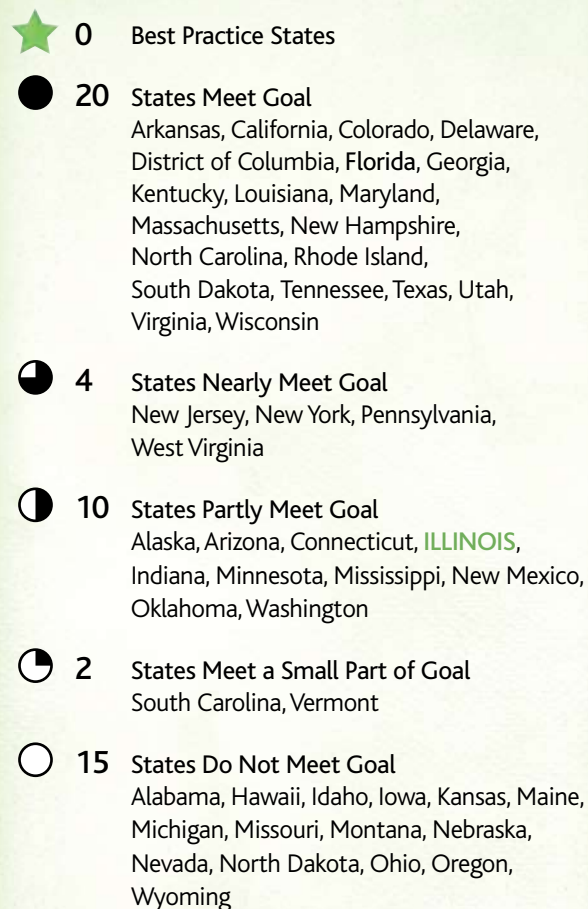 0 Best Practice States
20 States Meet Goal
Arkansas, California, Colorado, Delaware,
District of Columbia, Florida, Georgia,
Kentucky, Louisiana, Maryland,
Massachusetts, New Hampshire,
North Carolina, Rhode Island,
South Dakota, Tennessee, Texas, Utah,
Virginia, Wisconsin
4 States Nearly Meet Goal
New Jersey, New York, Pennsylvania,
West Virginia
10 States Partly Meet Goal
Alaska, Arizona, Connecticut, ILLINOIS,
Indiana, Minnesota, Mississippi, New Mexico,
Oklahoma, Washington
2 States Meet a Small Part of Goal
South Carolina, Vermont
15 States Do Not Meet Goal
Alabama, Hawaii, Idaho, Iowa, Kansas, Maine,
Michigan, Missouri, Montana, Nebraska,
Nevada, North Dakota, Ohio, Oregon,
Wyoming